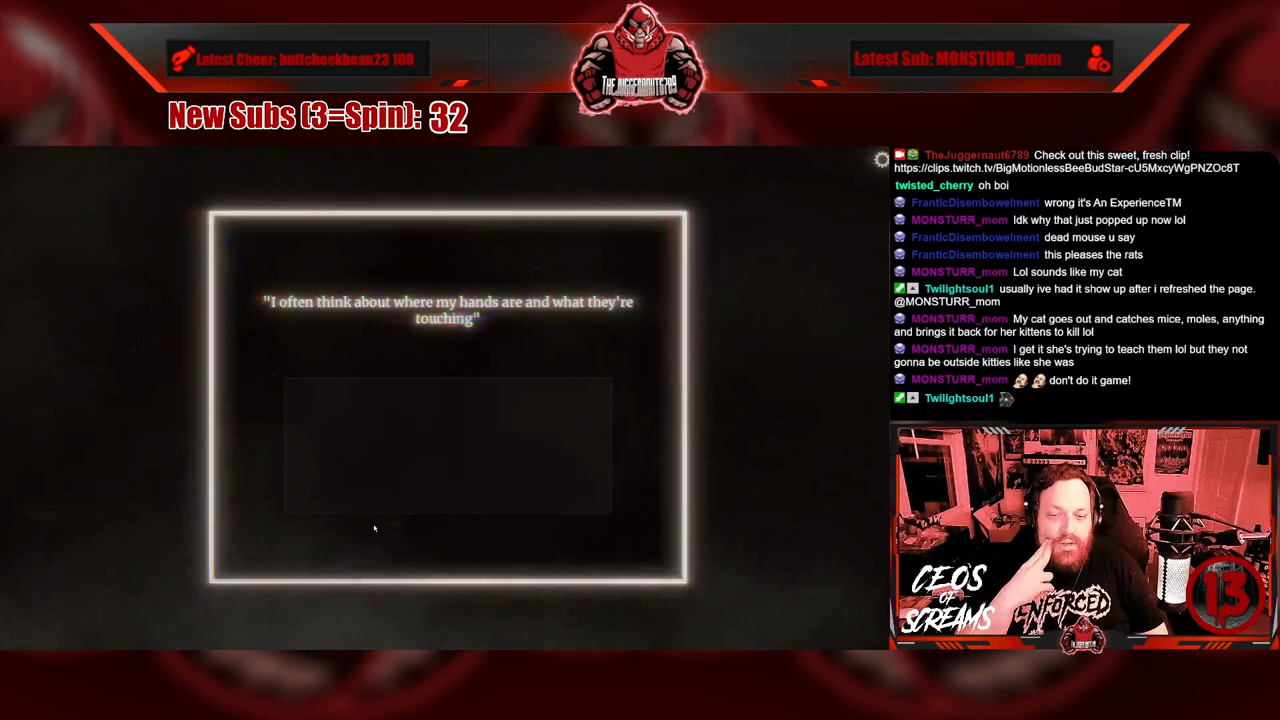 Latest Cheer: buttcheekbean23 100
THEJUGGERNAUT6789
Latest Sub: MONSTURR_mom
New Subs (3=Spin): 32
TheJuggernaut6789 Check out this sweet, fresh clip!
https://clips.twitch.tv/BigMotionlessBeeBudStar-cU5MxcyWgPNZOc8T
twisted_cherry oh boi
FranticDisembowelment wrong it's An ExperienceTM
MONSTURR_mom Idk why that just popped up now lol
FranticDisembowelment dead mouse u say
FranticDisembowelment this pleases the rats
MONSTURR_mom Lol sounds like my cat
Twilightsoul1 usually ive had it show up after i refreshed the page.
@MONSTURR_mom
MONSTURR_mom My cat goes out and catches mice, moles, anything
and brings it back for her kittens to kill lol
MONSTURR_mom I get it she's trying to teach them lol but they not
gonna be outside kitties like she was
MONSTURR_mom don't do it game!
Twilightsoul1
"I often think about where my hands are and what they're
touching"
CEOS
OF
SCREAMS
ENFORCED
13